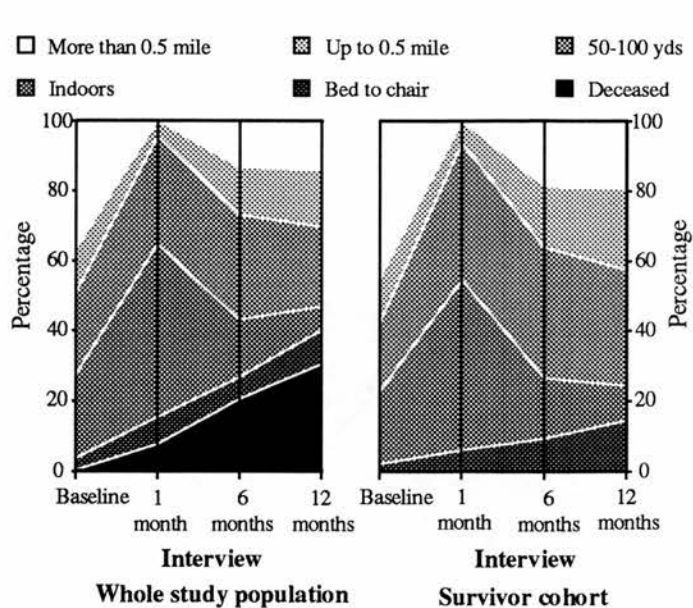 More than 0.5 mile Up to 0.5 mile 50-100 yds
Indoors Bed to chair Deceased
100 100
80 80
60 60
40 40
20 20
0 0
Percentage
Percentage
Baseline 1 6 12 Baseline 1 6 12
month months months month months months
Interview Interview
Whole study population Survivor cohort